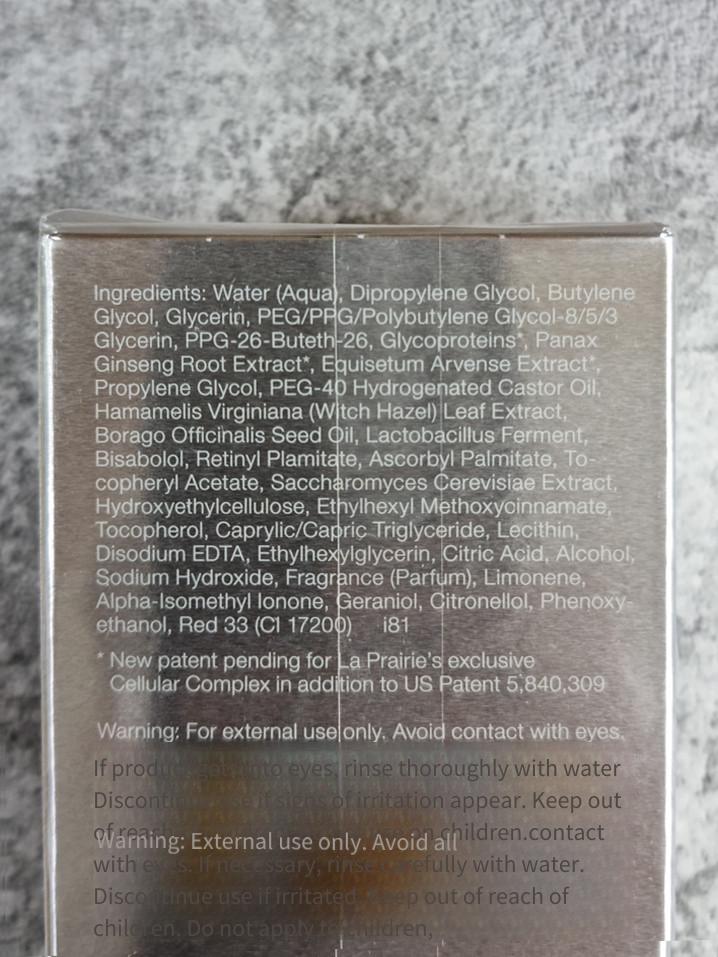 Ingredients: Water (Aqua), Dipropylene Glycol, Butylene
Glycol, Glycerin, PEG/PPG/Polybutylene Glycol-8/5/3
Glycerin, PPG-26-Buteth-26, Glycoproteins*, Panax
Ginseng Root Extract*, Equisetum Arvense Extract*,
Propylene Glycol, PEG-40 Hydrogenated Castor Oil,
Hamamelis Virginiana (Witch Hazel) Leaf Extract,
Borago Officinalis Seed Oil, Lactobacillus Ferment,
Bisabolol, Retinyl Plamitate, Ascorbyl Palmitate, To-
copheryl Acetate, Saccharomyces Cerevisiae Extract,
Hydroxyethylcellulose, Ethylhexyl Methoxycinnamate,
Tocopherol, Caprylic/Capric Triglyceride, Lecithin,
Disodium EDTA, Ethylhexylglycerin, Citric Acid, Alcohol,
Sodium Hydroxide, Fragrance (Parfum), Limonene,
Alpha-Isomethyl Ionone, Geraniol, Citronellol, Phenoxy-
ethanol, Red 33 (CI 17200) i81
* New patent pending for La Prairie's exclusive
Cellular Complex in addition to US Patent 5,840,309
Warning: For external use only. Avoid contact with eyes.
If product gets into eyes, rinse thoroughly with water
Discontinue use if signs of irritation appear. Keep out
of reach children.contact
Warning: External use only. Avoid all
with eyes. If necessary, rinse carefully with water.
Discontinue use if irritated. Keep out of reach of
children. Do not apply to children,